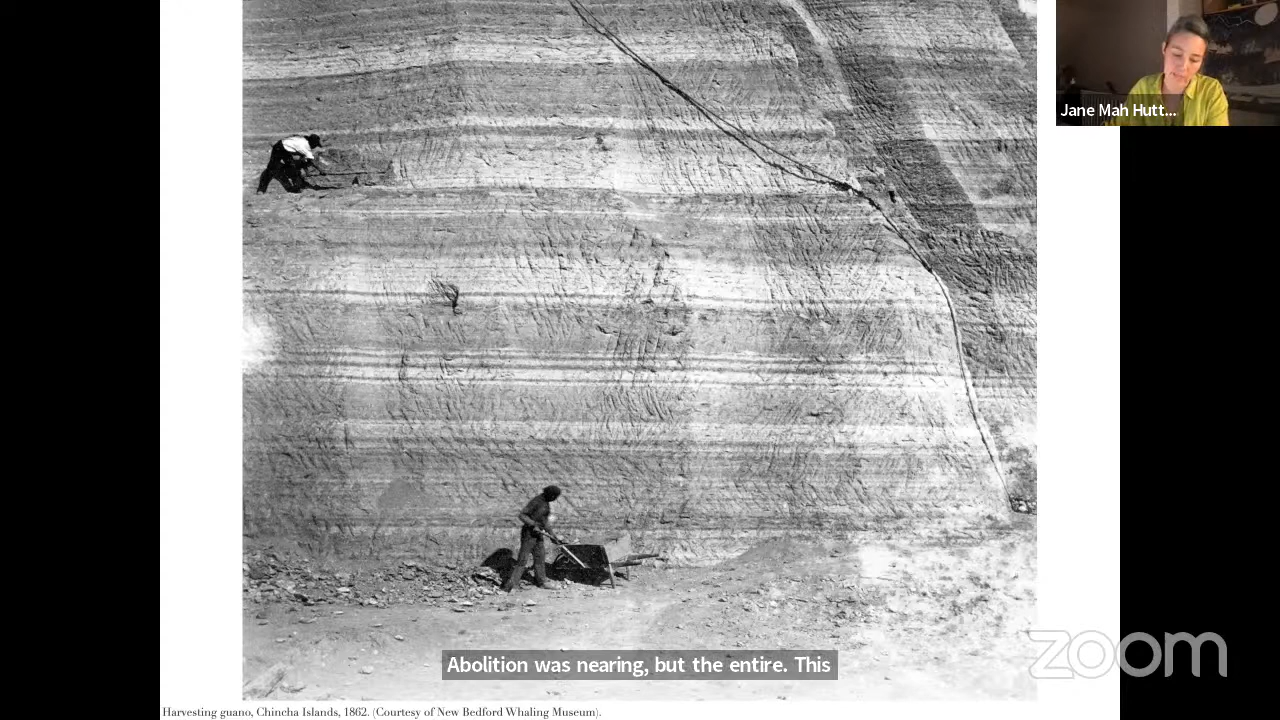 Jane Mah Hutt...
Abolition was nearing, but the entire. This
zoom
Harvesting guano, Chincha Islands, 1862. (Courtesy of New Bedford Whaling Museum).